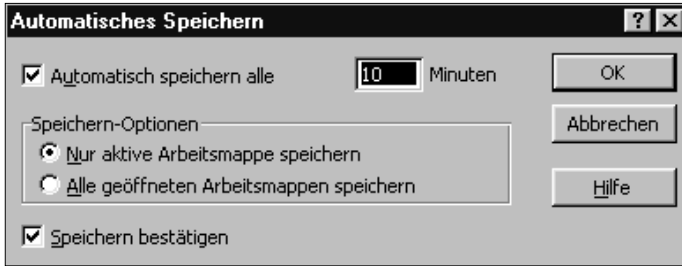 Automatisches Speichern
Automatisch speichern alle 10 Minuten
OK
Speichern-Optionen
Abbrechen
Nur aktive Arbeitsmappe speichern
Alle geöffneten Arbeitsmappen speichern
Hilfe
Speichern bestätigen